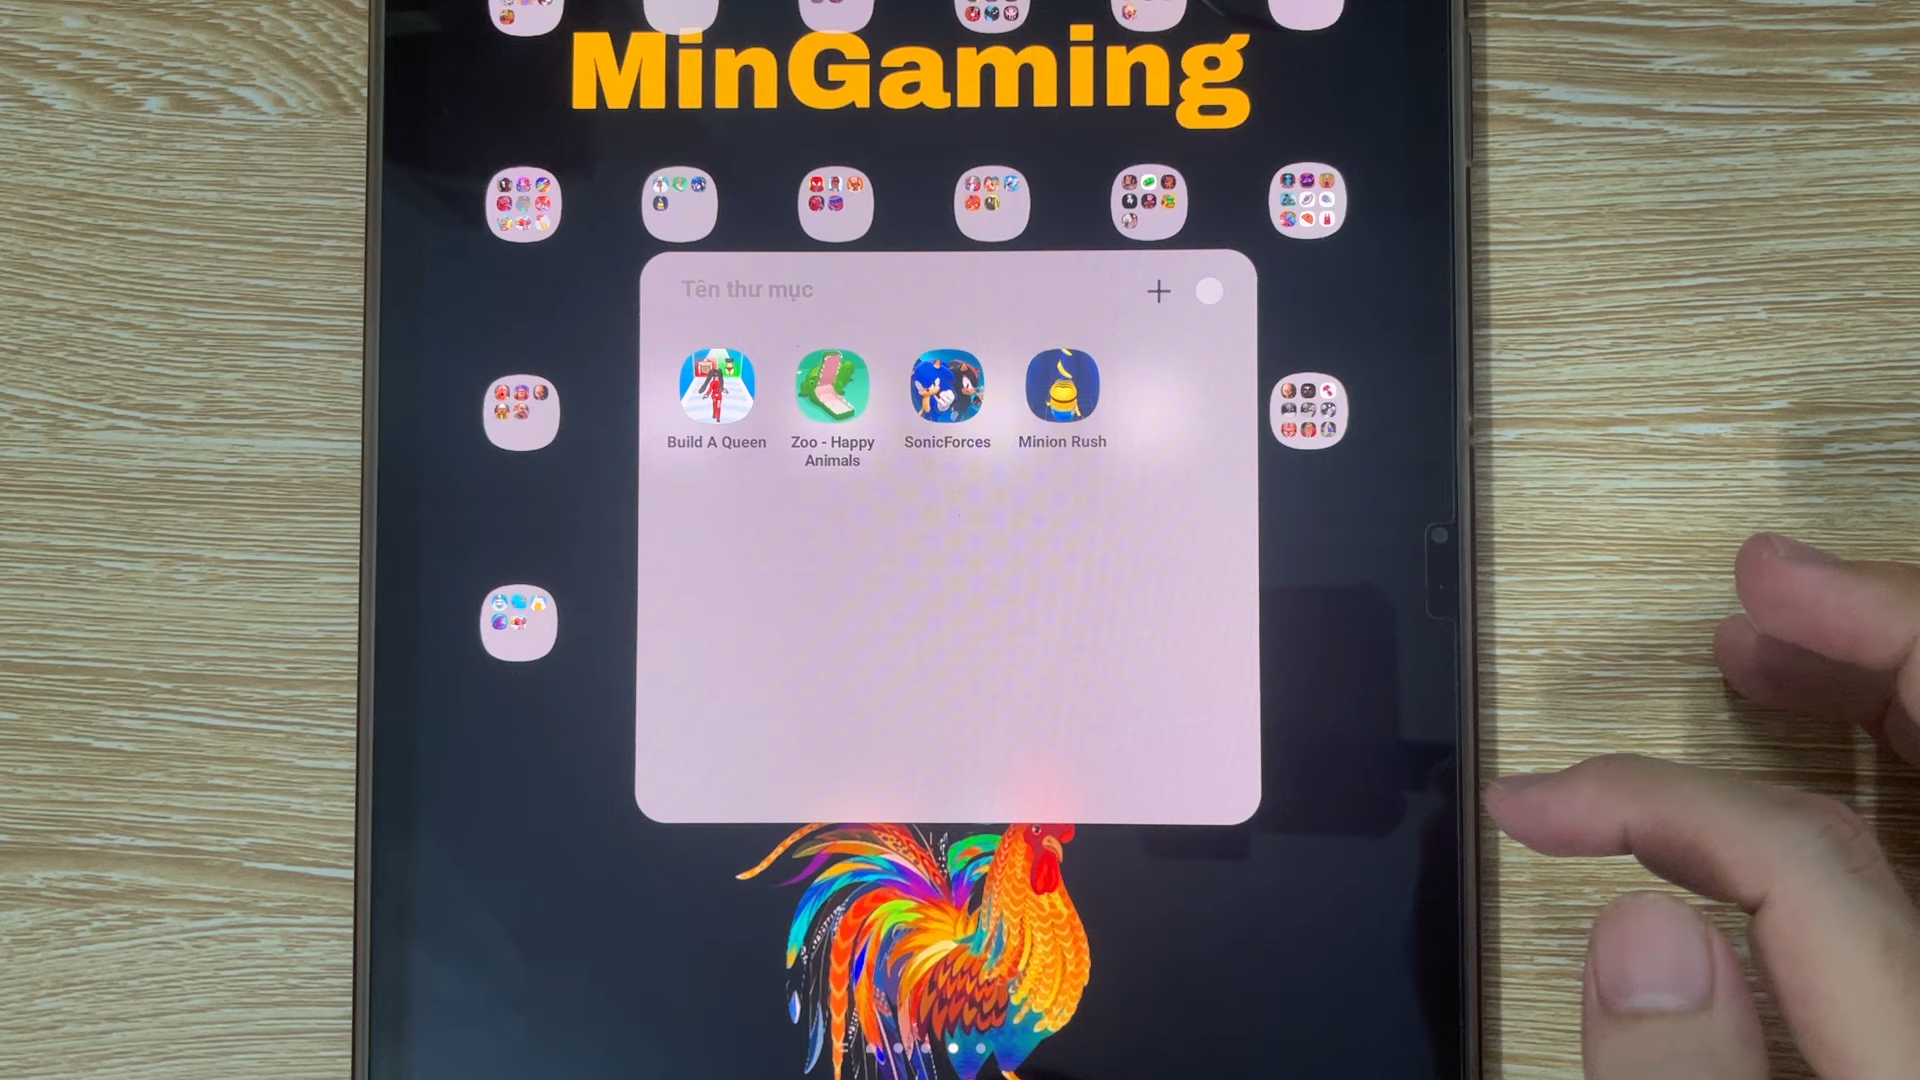 MinGaming
Tên thư mục
Build A Queen
Zoo - Happy
Animals
SonicForces
Minion Rush